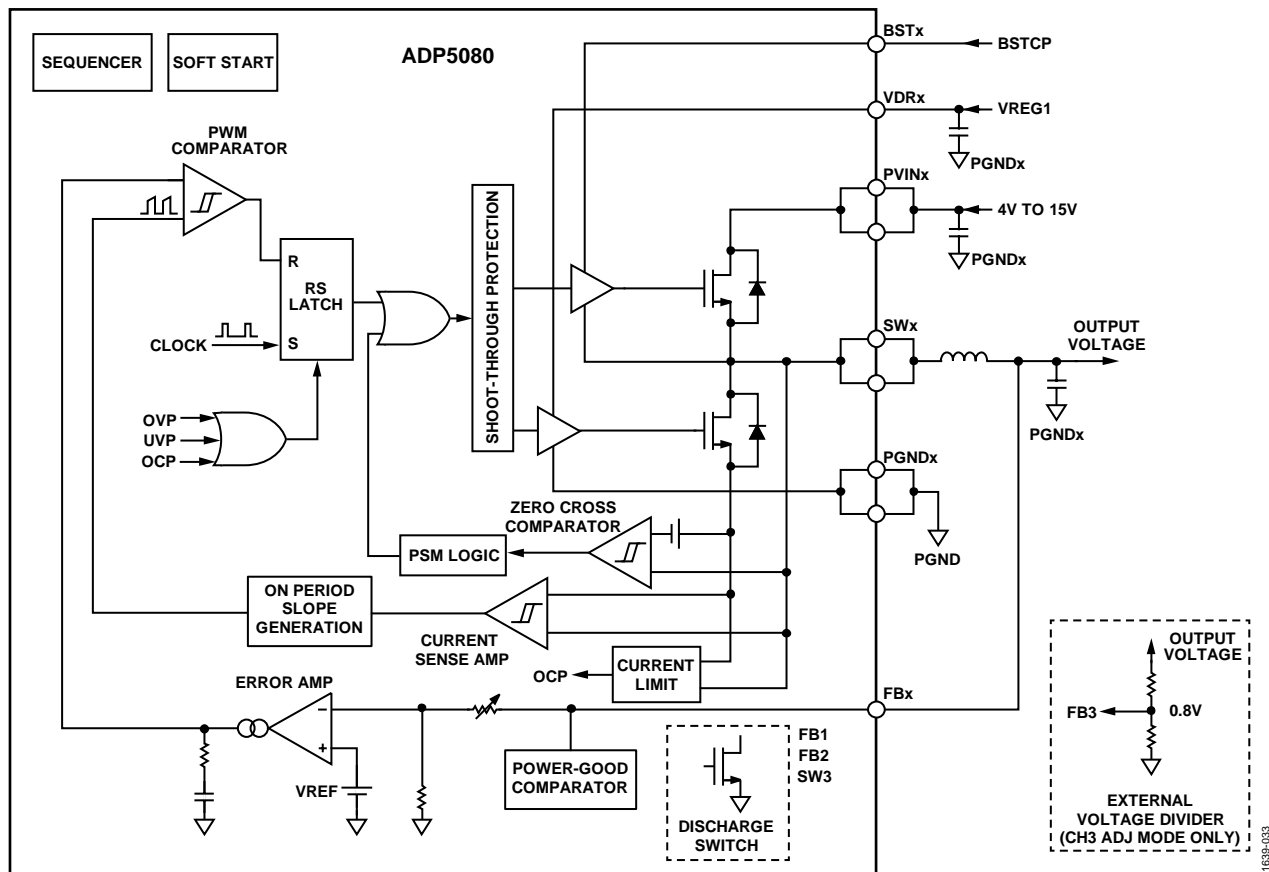 SEQUENCER
SOFT START
ADP5080
BSTx
BSTCP
VDRx
VREG1
PGNDx
PWM
COMPARATOR
PVINx
4V TO 15V
PGNDx
R
RS
LATCH
S
CLOCK
SHOOT-THROUGH PROTECTION
SWx
OUTPUT
VOLTAGE
PGNDx
OVP
UVP
OCP
PGNDx
PGND
ZERO CROSS
COMPARATOR
PSM LOGIC
ON PERIOD
SLOPE
GENERATION
CURRENT
SENSE AMP
OCP
CURRENT
LIMIT
ERROR AMP
−
+
VREF
FBx
POWER-GOOD
COMPARATOR
FB1
FB2
SW3
DISCHARGE
SWITCH
OUTPUT
VOLTAGE
FB3
0.8V
EXTERNAL
VOLTAGE DIVIDER
(CH3 ADJ MODE ONLY)
1639-033